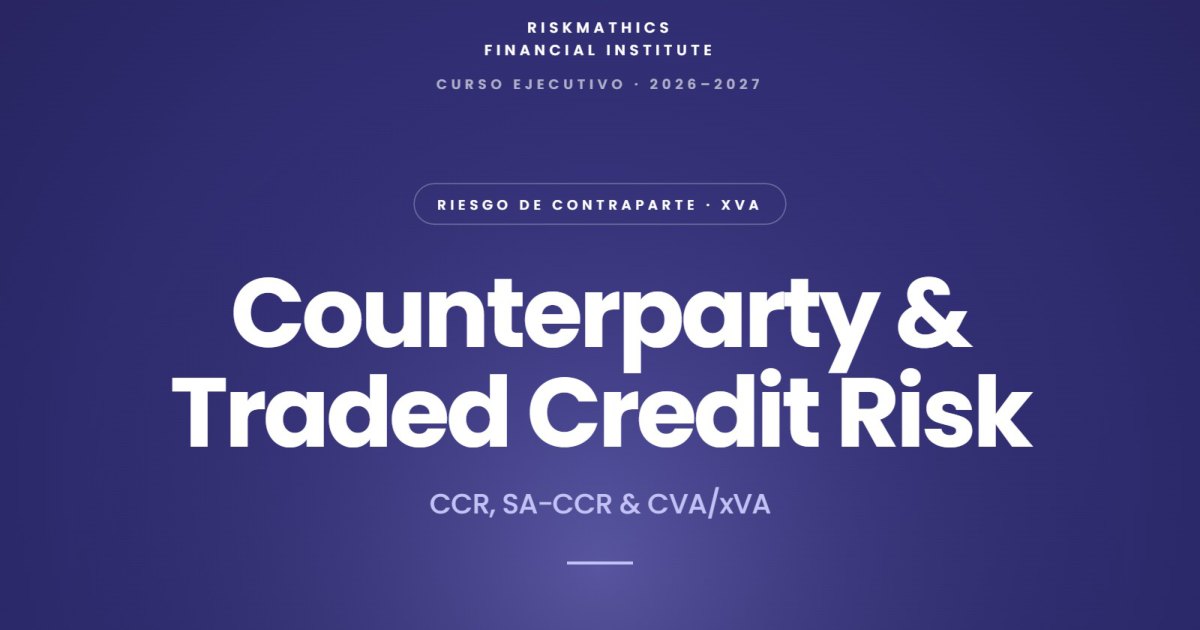 RISKMATHICS
FINANCIAL INSTITUTE
CURSO EJECUTIVO · 2026–2027
RIESGO DE CONTRAPARTE · XVA
Counterparty &
Traded Credit Risk
CCR, SA-CCR & CVA/xVA